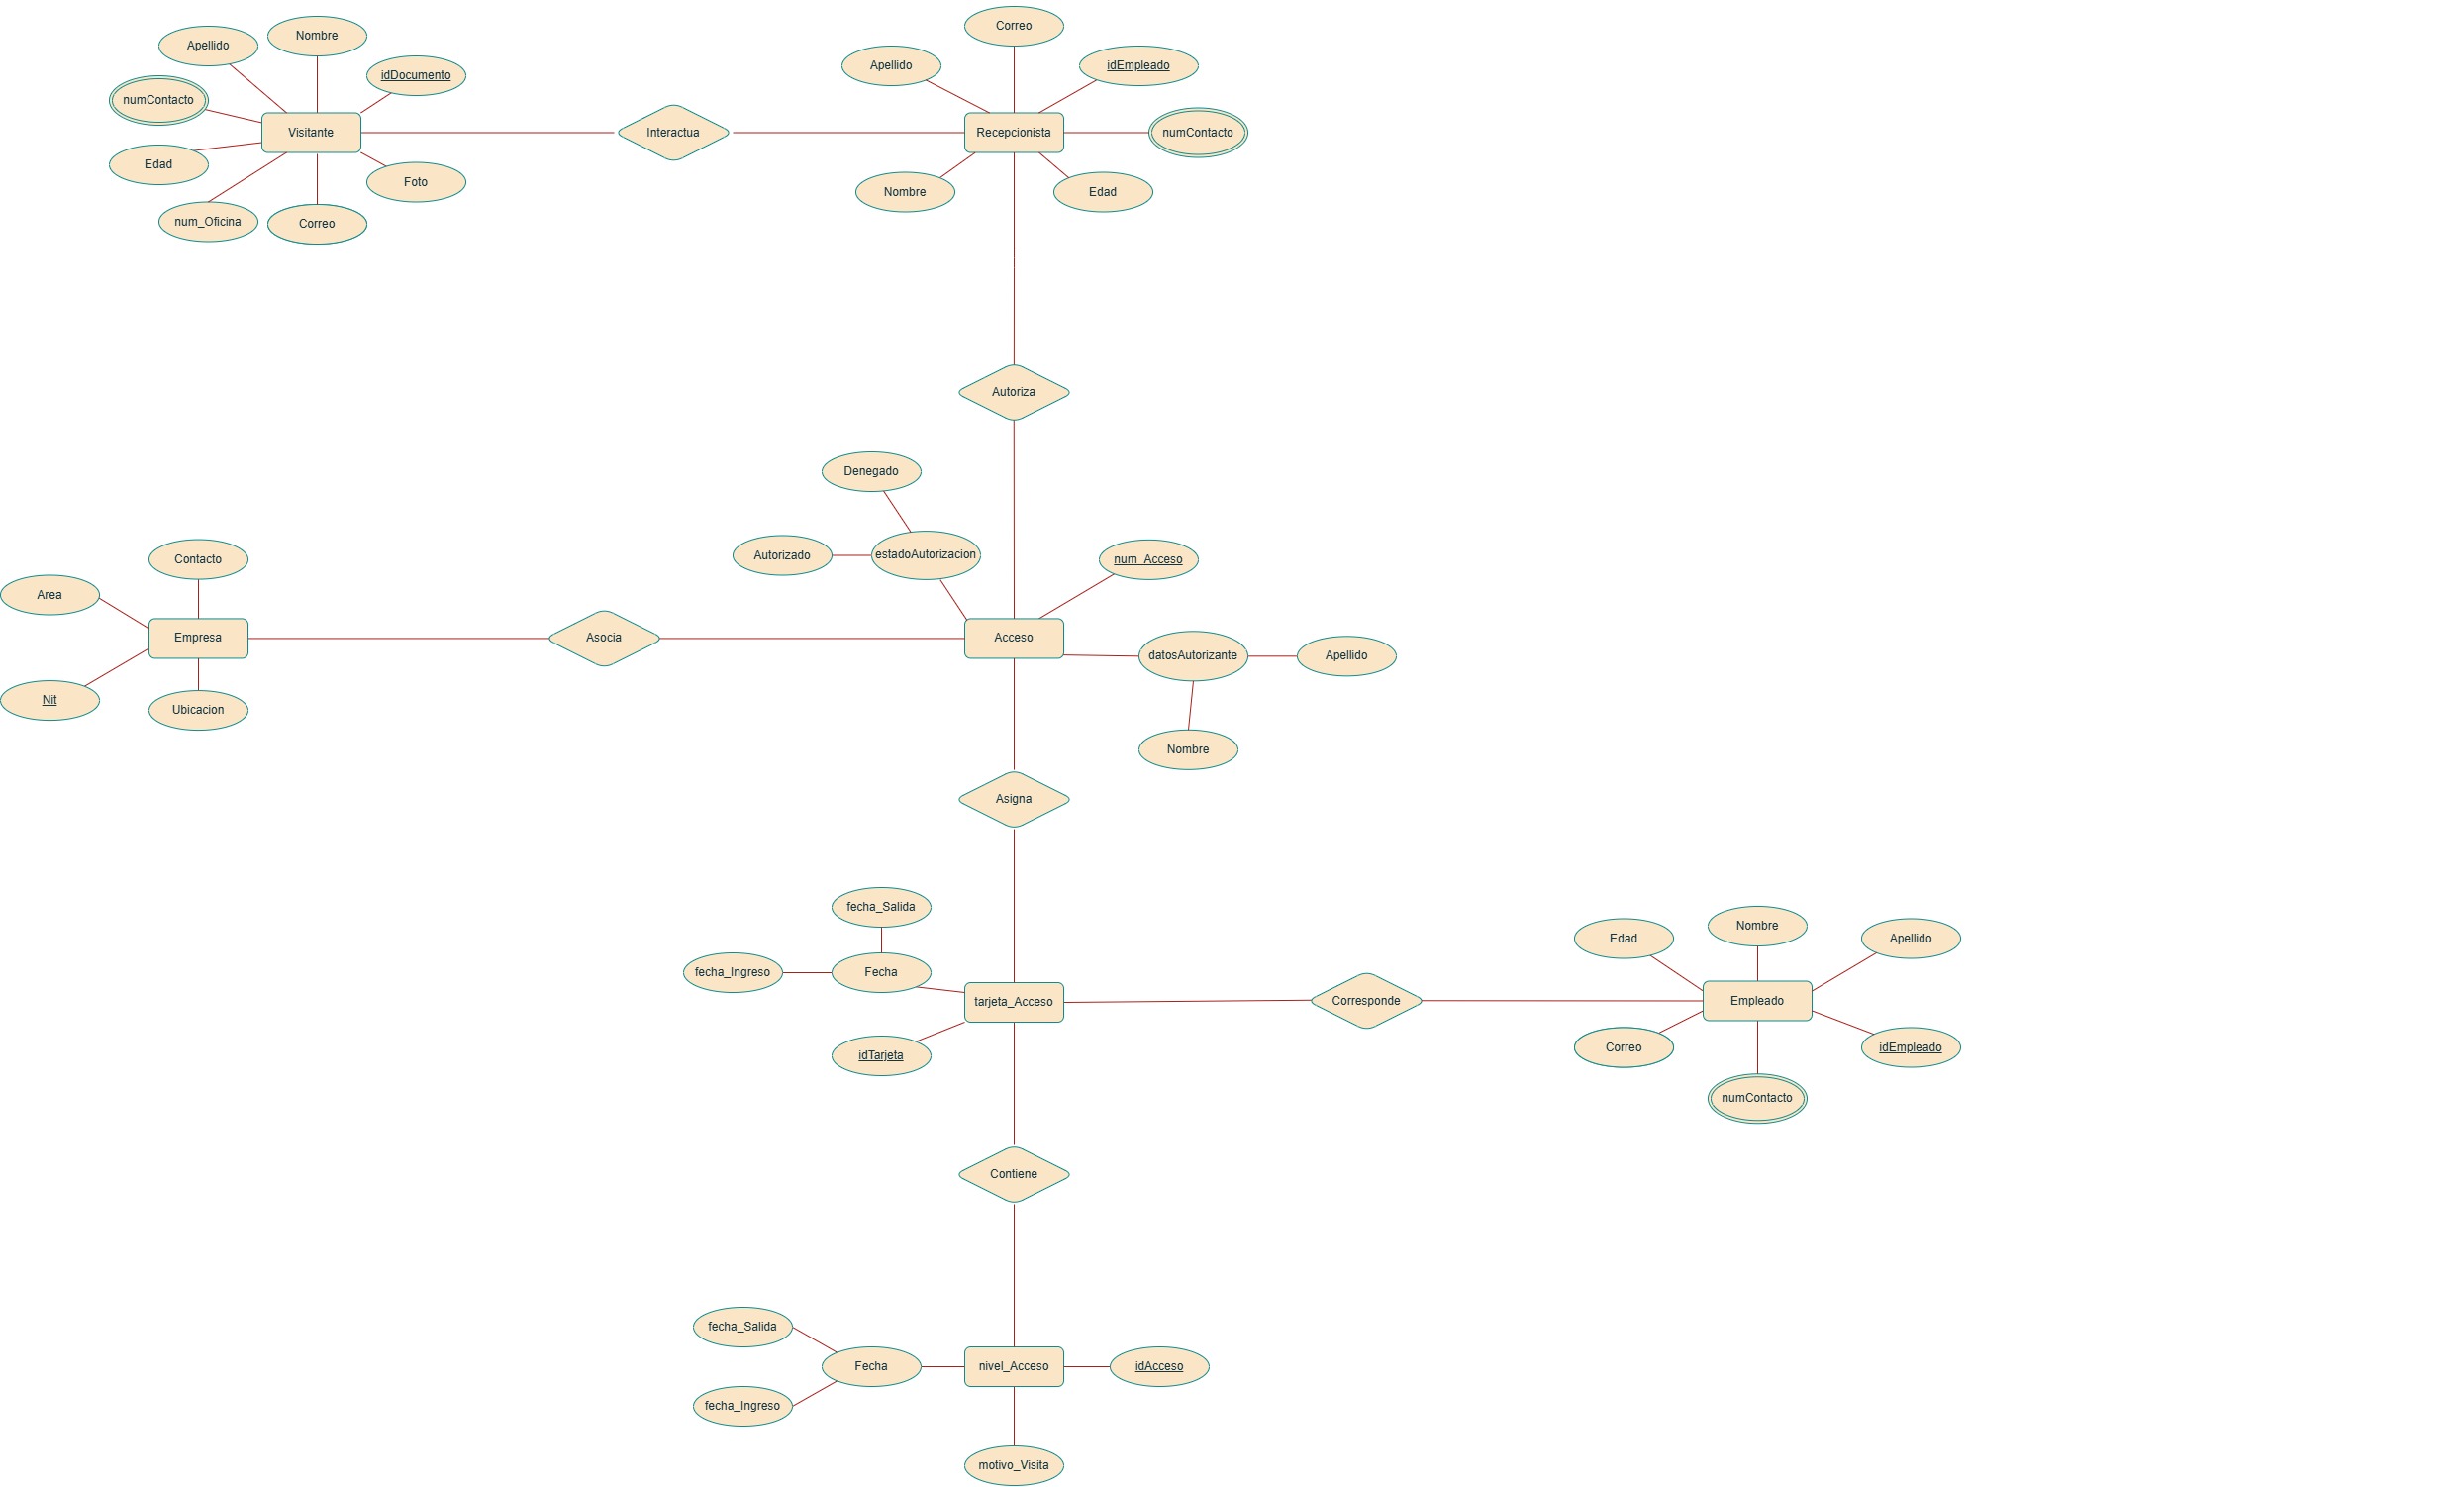 Correo
Nombre
Apellido
Apellido
idEmpleado
idDocumento
numContacto
Visitante
Interactua
Recepcionista
numContacto
Edad
Foto
Nombre
Edad
num_Oficina
Correo
Autoriza
Denegado
Autorizado
estadoAutorizacion
Contacto
num_Acceso
Area
Empresa
Asocia
Acceso
datosAutorizante
Apellido
Nit
Ubicacion
Nombre
Asigna
fecha_Salida
Nombre
Edad
Apellido
fecha_Ingreso
Fecha
tarjeta_Acceso
Corresponde
Empleado
Correo
idEmpleado
idTarjeta
numContacto
Contiene
fecha_Salida
Fecha
nivel_Acceso
idAcceso
fecha_Ingreso
motivo_Visita